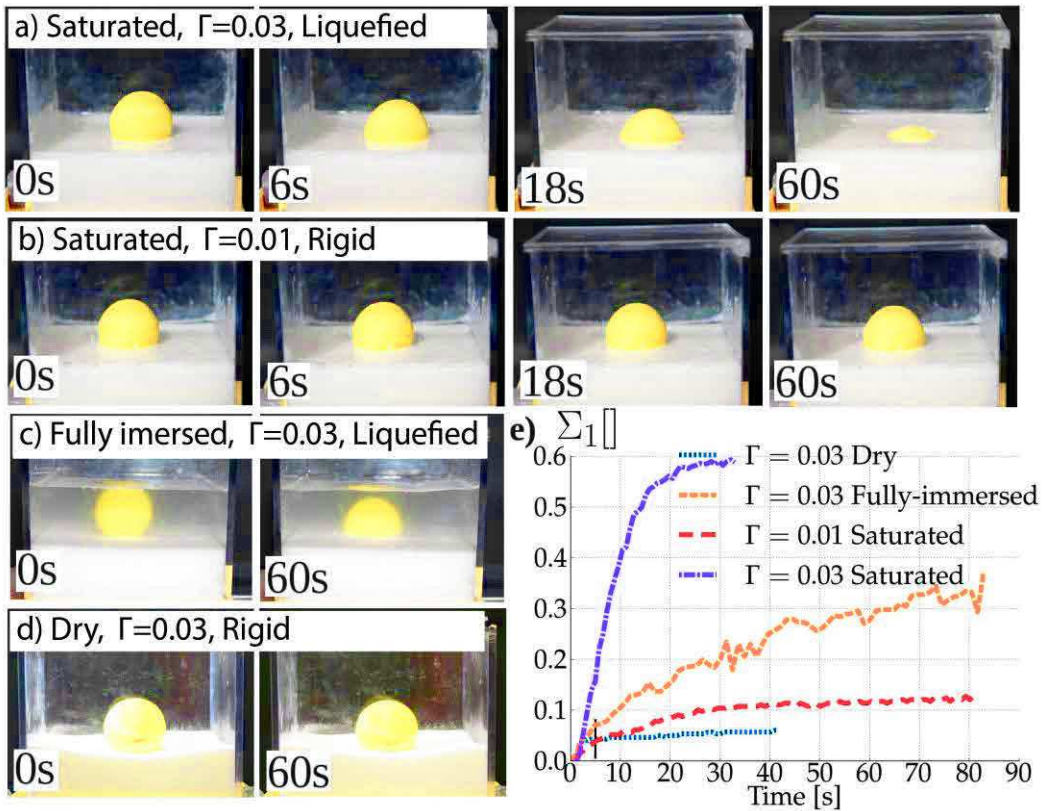 a) Saturated, Γ=0.03, Liquefied
0s
6s
18s
60s
b) Saturated, Γ=0.01, Rigid
0s
6s
18s
60s
c) Fully imersed, Γ=0.03, Liquefied
0s
60s
d) Dry, Γ=0.03, Rigid
0s
60s
e) Σ₁[]
0.6
0.5
0.4
0.3
0.2
0.1
0.0
Γ = 0.03 Dry
Γ = 0.03 Fully-immersed
Γ = 0.01 Saturated
Γ = 0.03 Saturated
0 10 20 30 40 50 60 70 80 90
Time [s]